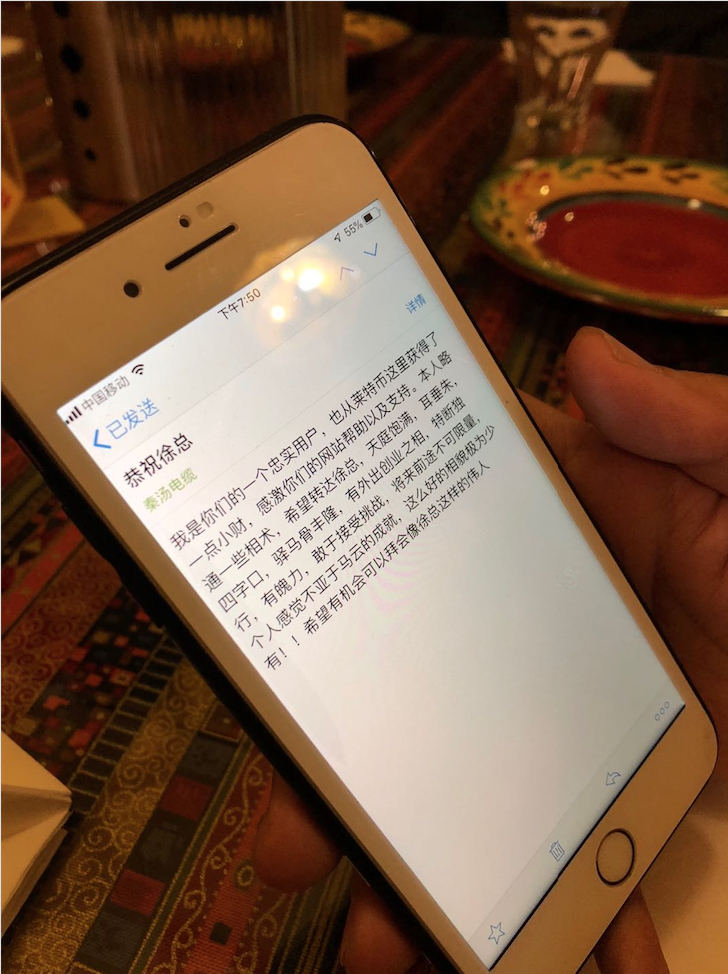 中国移动
下午7:50
55%
已发送
详情
恭祝徐总
秦汤电缆
我是你们的一个忠实用户，也从莱特币这里获得了
一点小财，感激你们的网站帮助以及支持。本人略
通一些相术，希望转达徐总，天庭饱满，耳垂朱，
四字口，驿马骨丰隆，有外出创业之相，特断独
行，有魄力，敢于接受挑战，将来前途不可限量，
个人感觉不亚于马云的成就，这么好的相貌极为少
有！！希望有机会可以拜会像徐总这样的伟人